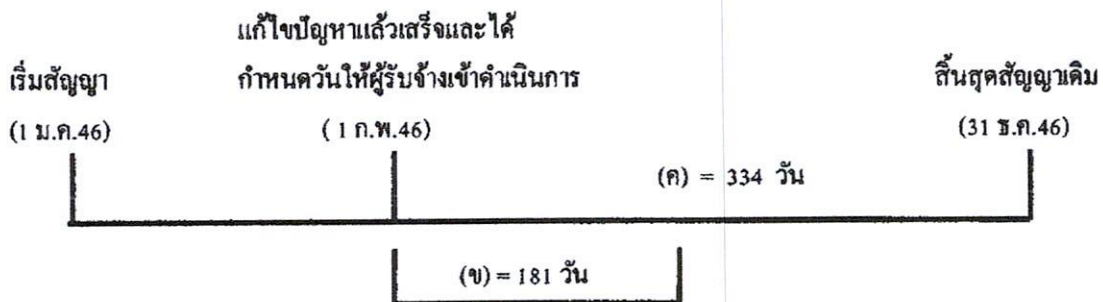 แก้ไขปัญหาแล้วเสร็จและได้
เริ่มสัญญา กำหนดวันให้ผู้รับจ้างเข้าดำเนินการ สิ้นสุดสัญญาเดิม
(1 ม.ค.46) ( 1 ก.พ.46) (31 ธ.ค.46)
(ค) = 334 วัน
(ข) = 181 วัน